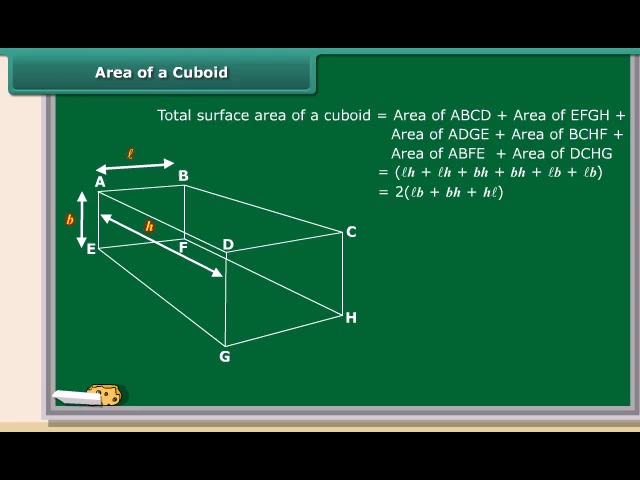 Area of a Cuboid
Total surface area of a cuboid = Area of ABCD + Area of EFGH +
Area of ADGE + Area of BCHF +
Area of ABFE + Area of DCHG
= (ℓh + ℓh + bh + bh + ℓb + ℓb)
= 2(ℓb + bh + hℓ)
ℓ
A
B
b
h
E
F
D
C
H
G